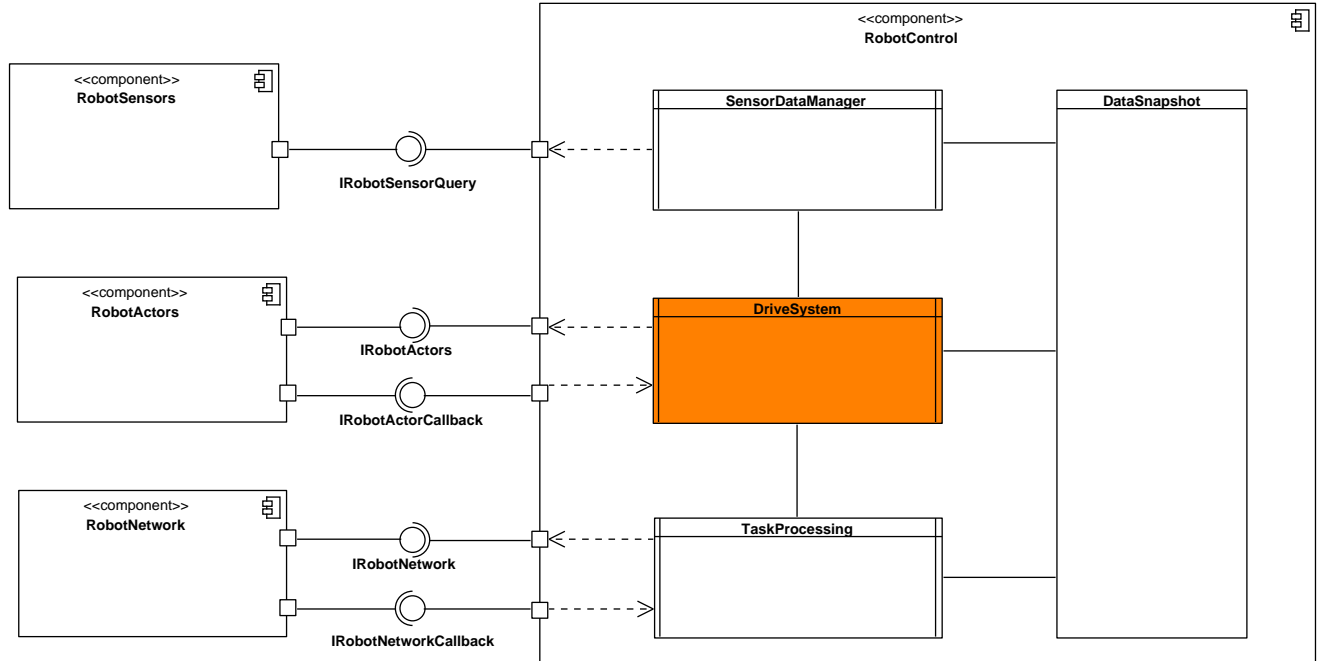 <<component>>
RobotControl
<<component>>
RobotSensors
SensorDataManager
DataSnapshot
IRobotSensorQuery
<<component>>
RobotActors
DriveSystem
IRobotActors
IRobotActorCallback
<<component>>
RobotNetwork
TaskProcessing
IRobotNetwork
IRobotNetworkCallback